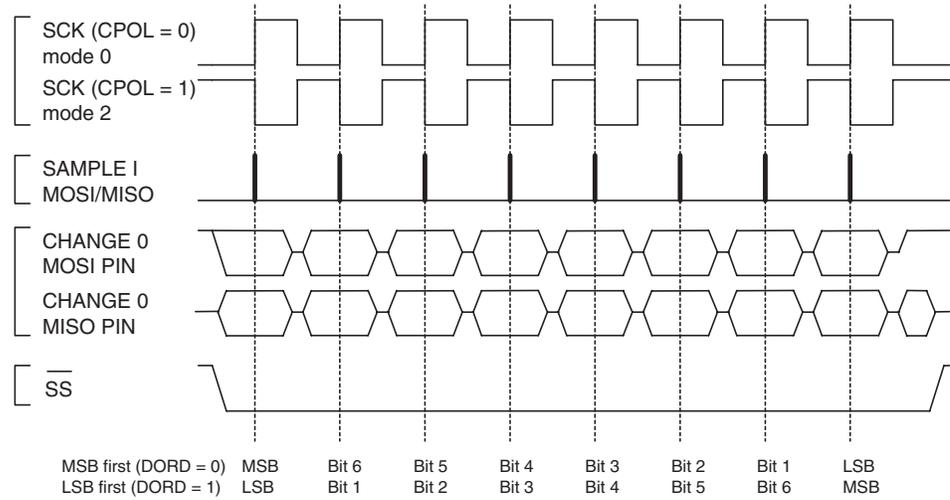 SCK (CPOL = 0)
mode 0
SCK (CPOL = 1)
mode 2
SAMPLE I
MOSI/MISO
CHANGE 0
MOSI PIN
CHANGE 0
MISO PIN
SS
MSB first (DORD = 0) MSB Bit 6 Bit 5 Bit 4 Bit 3 Bit 2 Bit 1 LSB
LSB first (DORD = 1) LSB Bit 1 Bit 2 Bit 3 Bit 4 Bit 5 Bit 6 MSB